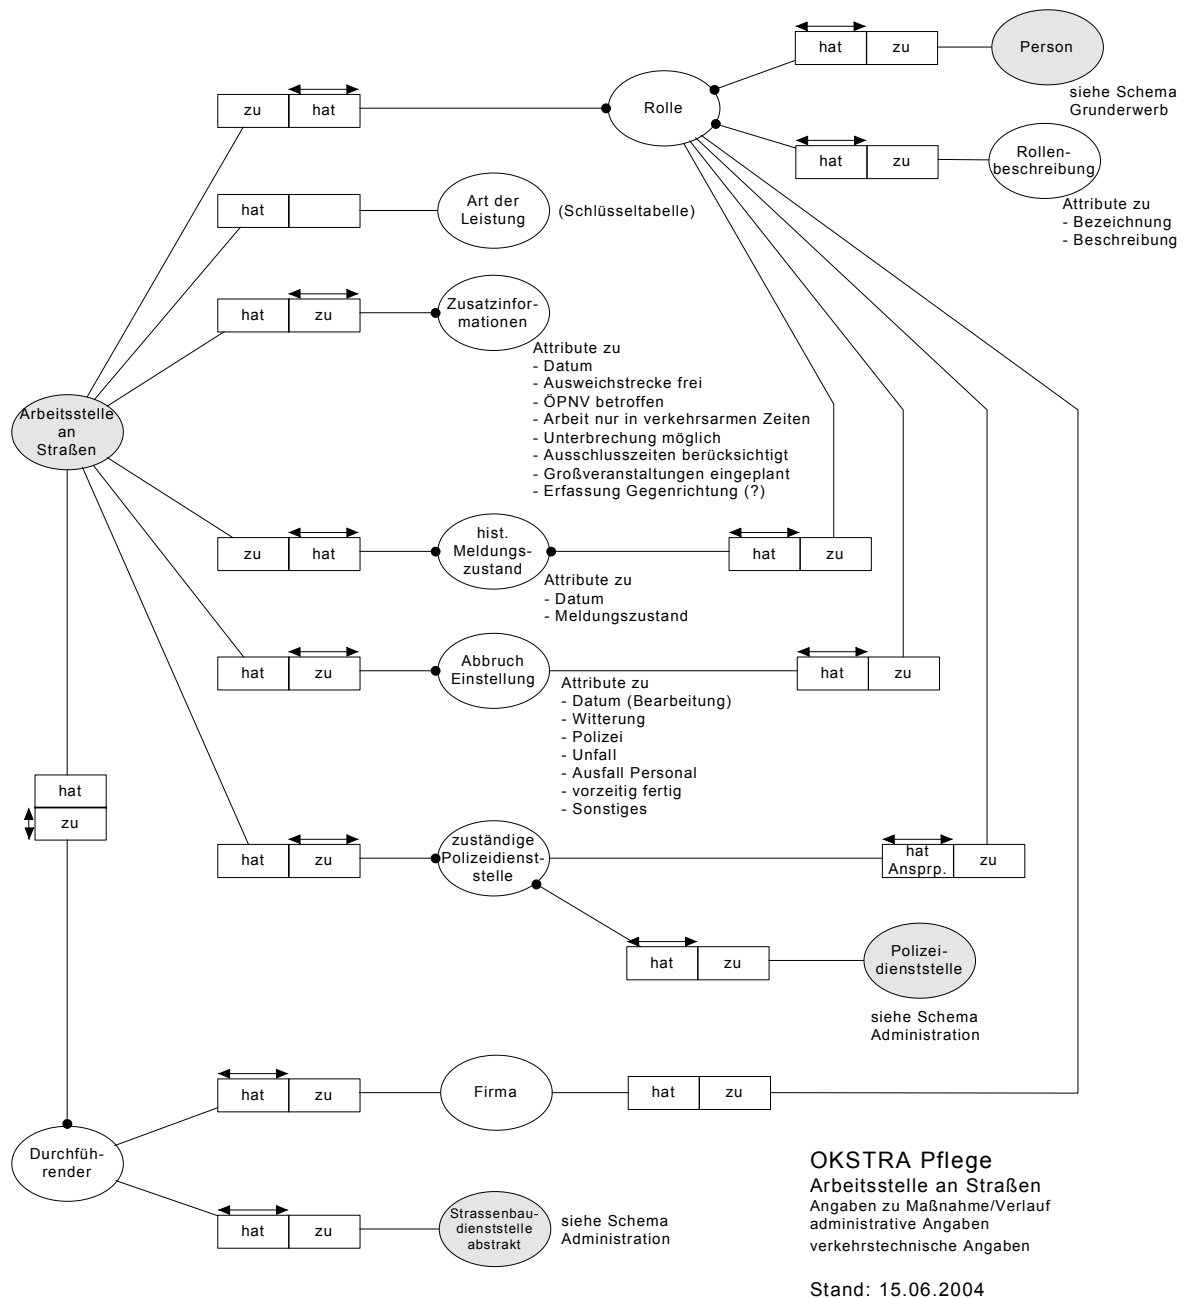 hat
zu
Person
siehe Schema
Grunderwerb
zu
hat
Rolle
hat
zu
Rollen-
beschreibung
Attribute zu
- Bezeichnung
- Beschreibung
hat
Art der
Leistung
(Schlüsseltabelle)
hat
zu
Zusatzinfor-
mationen
Attribute zu
- Datum
- Ausweichstrecke frei
- ÖPNV betroffen
- Arbeit nur in verkehrsarmen Zeiten
- Unterbrechung möglich
- Ausschlusszeiten berücksichtigt
- Großveranstaltungen eingeplant
- Erfassung Gegenrichtung (?)
Arbeitsstelle
an
Straßen
zu
hat
hist.
Meldungs-
zustand
hat
zu
Attribute zu
- Datum
- Meldungszustand
hat
zu
Abbruch
Einstellung
hat
zu
Attribute zu
- Datum (Bearbeitung)
- Witterung
- Polizei
- Unfall
- Ausfall Personal
- vorzeitig fertig
- Sonstiges
hat
zu
hat
zu
zuständige
Polizeidienst-
stelle
hat
Ansprp.
zu
hat
zu
Polizei-
dienststelle
siehe Schema
Administration
hat
zu
Firma
hat
zu
Durchfüh-
render
hat
zu
Strassenbau-
dienststelle
abstrakt
siehe Schema
Administration
OKSTRA Pflege
Arbeitsstelle an Straßen
Angaben zu Maßnahme/Verlauf
administrative Angaben
verkehrstechnische Angaben
Stand: 15.06.2004